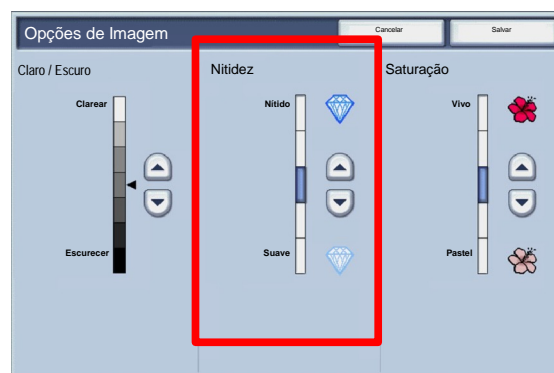 Opções de Imagem
Cancelar
Salvar
Claro / Escuro
Nitidez
Saturação
Clarear
Nítido
Vivo
Escurecer
Suave
Pastel